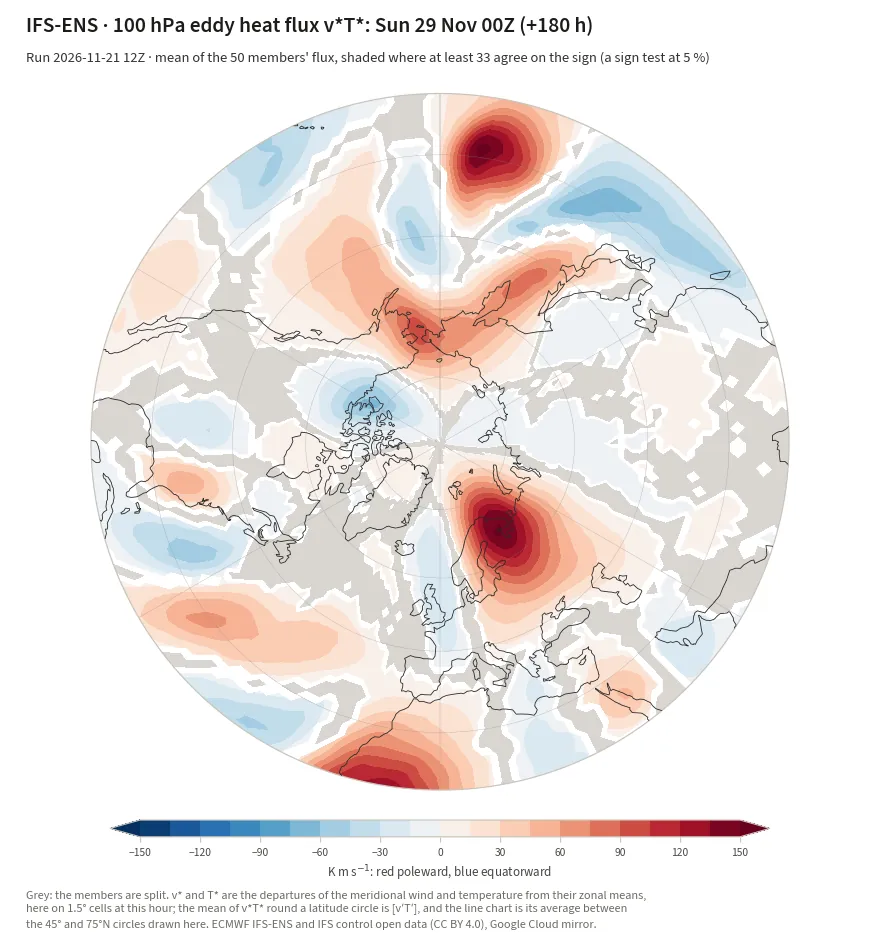 IFS-ENS · 100 hPa eddy heat flux v*T*: Sun 29 Nov 00Z (+180 h)
Run 2026-11-21 12Z · mean of the 50 members' flux, shaded where at least 33 agree on the sign (a sign test at 5 %)
−150 −120 −90 −60 −30 0 30 60 90 120 150
K m s⁻¹: red poleward, blue equatorward
Grey: the members are split. v* and T* are the departures of the meridional wind and temperature from their zonal means,
here on 1.5° cells at this hour; the mean of v*T* round a latitude circle is [v′T′], and the line chart is its average between
the 45° and 75°N circles drawn here. ECMWF IFS-ENS and IFS control open data (CC BY 4.0), Google Cloud mirror.